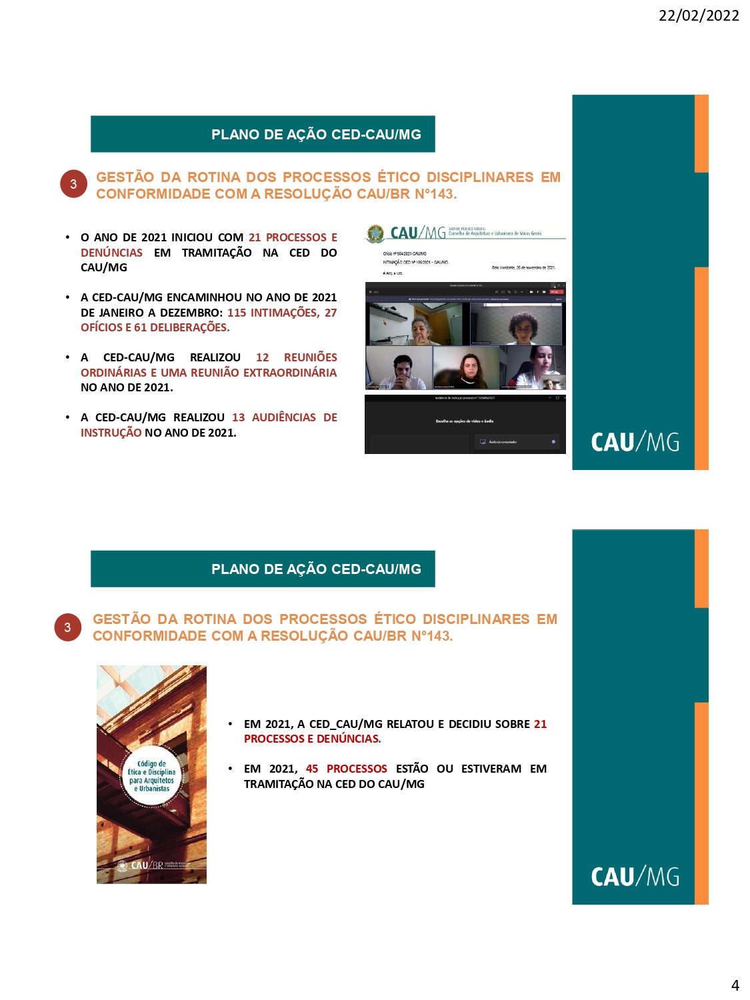 22/02/2022
PLANO DE AÇÃO CED-CAU/MG
3
GESTÃO DA ROTINA DOS PROCESSOS ÉTICO DISCIPLINARES EM
CONFORMIDADE COM A RESOLUÇÃO CAU/BR N°143.
• O ANO DE 2021 INICIOU COM 21 PROCESSOS E
DENÚNCIAS EM TRAMITAÇÃO NA CED DO
CAU/MG
• A CED-CAU/MG ENCAMINHOU NO ANO DE 2021
DE JANEIRO A DEZEMBRO: 115 INTIMAÇÕES, 27
OFÍCIOS E 61 DELIBERAÇÕES.
• A CED-CAU/MG REALIZOU 12 REUNIÕES
ORDINÁRIAS E UMA REUNIÃO EXTRAORDINÁRIA
NO ANO DE 2021.
• A CED-CAU/MG REALIZOU 13 AUDIÊNCIAS DE
INSTRUÇÃO NO ANO DE 2021.
CAU/MG
SERVIÇO PÚBLICO FEDERAL
Conselho de Arquitetura e Urbanismo de Minas Gerais
Ofício nº 954/2021-CAU/MG
INTIMAÇÃO CED Nº 106/2021 – CAU/MG.
Belo Horizonte, 25 de novembro de 2021.
À Arq. e Urb.
Escolha as opções de vídeo e áudio
Áudio do computador
CAU/MG
PLANO DE AÇÃO CED-CAU/MG
3
GESTÃO DA ROTINA DOS PROCESSOS ÉTICO DISCIPLINARES EM
CONFORMIDADE COM A RESOLUÇÃO CAU/BR N°143.
Código de
Ética e Disciplina
para Arquitetos
e Urbanistas
CAU/BR
• EM 2021, A CED_CAU/MG RELATOU E DECIDIU SOBRE 21
PROCESSOS E DENÚNCIAS.
• EM 2021, 45 PROCESSOS ESTÃO OU ESTIVERAM EM
TRAMITAÇÃO NA CED DO CAU/MG
CAU/MG
4